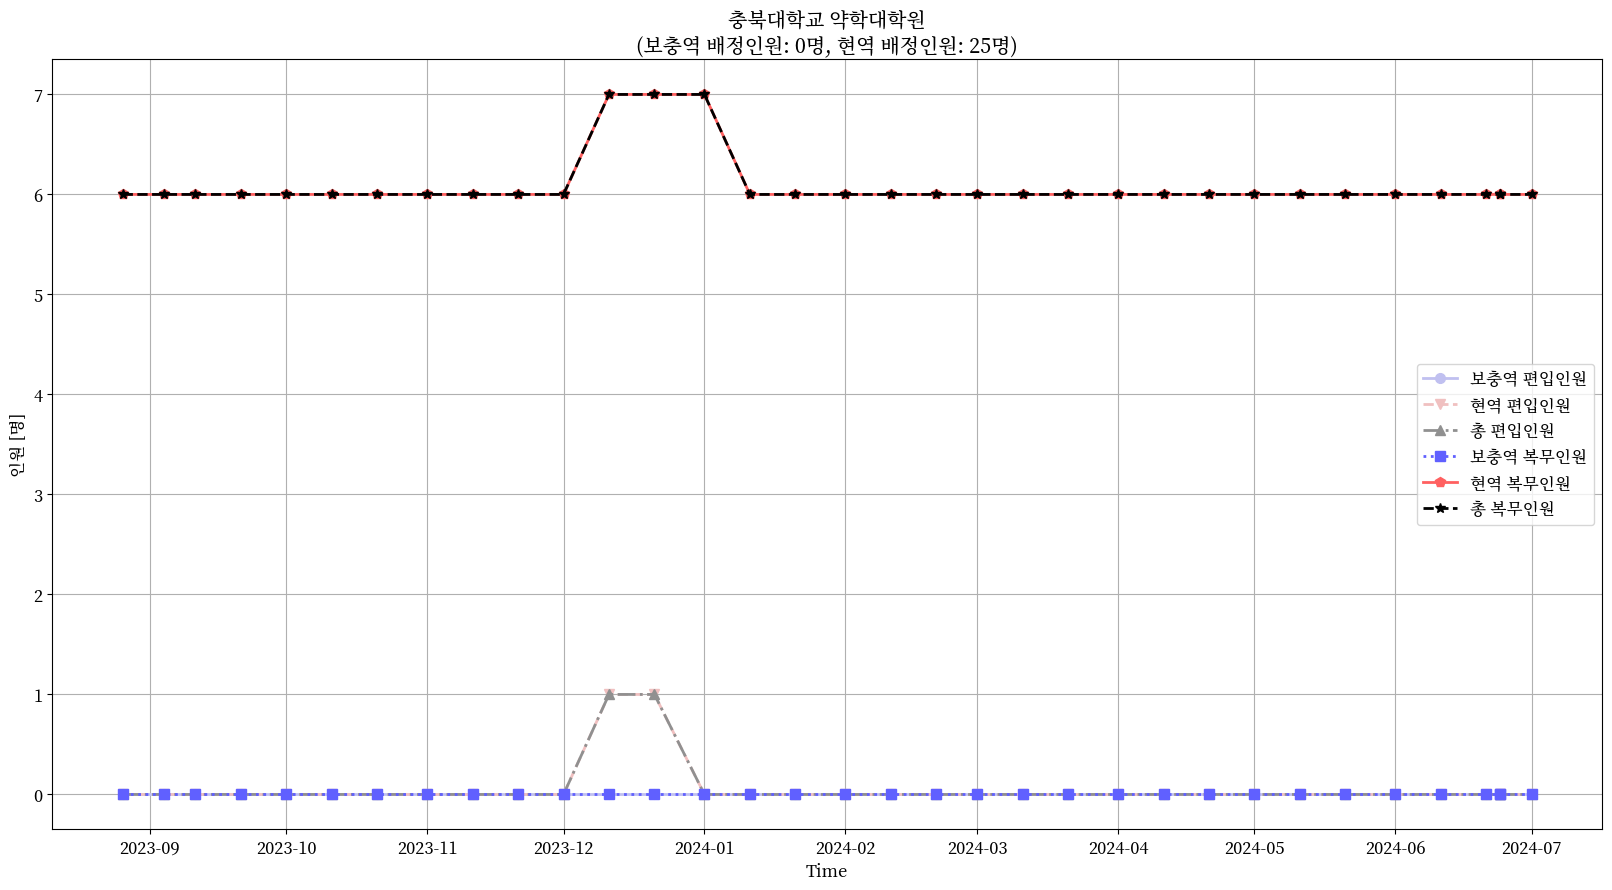 충북대학교 약학대학원
(보충역 배정인원: 0명, 현역 배정인원: 25명)
인원 [명]
7
6
5
4
3
2
1
0
보충역 편입인원
현역 편입인원
총 편입인원
보충역 복무인원
현역 복무인원
총 복무인원
2023-09 2023-10 2023-11 2023-12 2024-01 2024-02 2024-03 2024-04 2024-05 2024-06 2024-07
Time